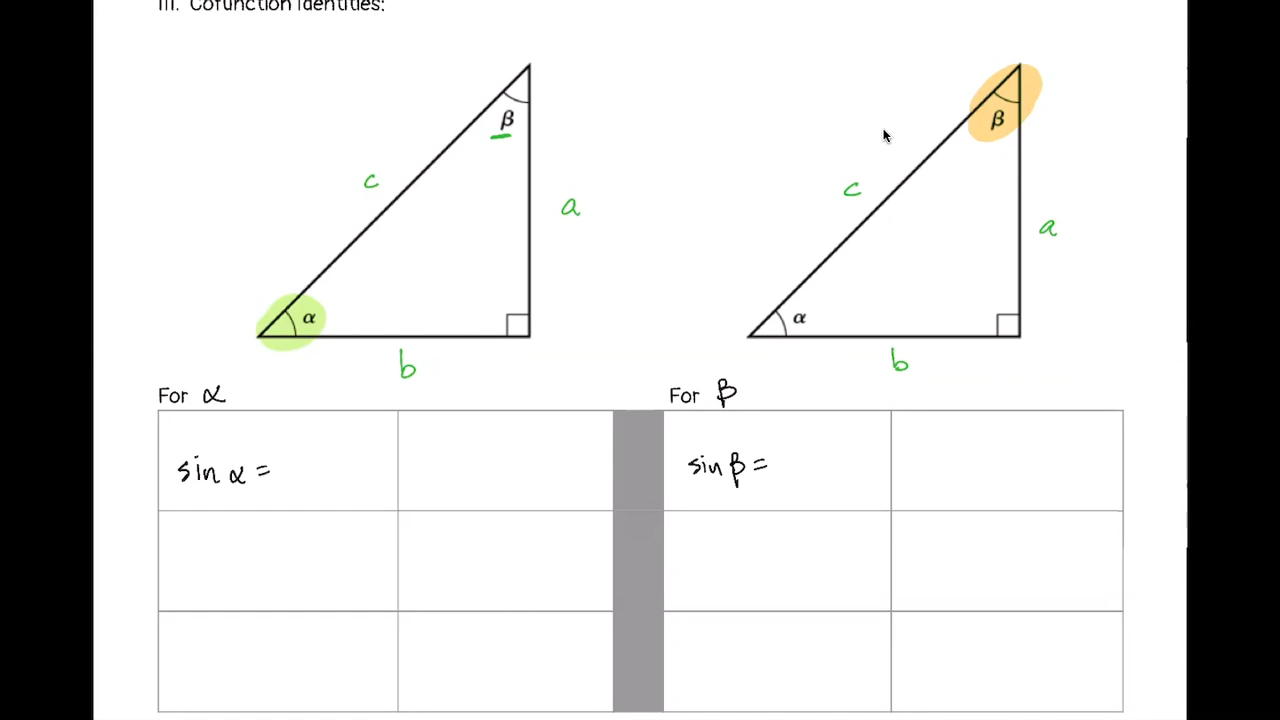 III. Cofunction Identities:
β
c
a
α
b
β
c
a
α
b
For α
For β
sin α =
sin β =